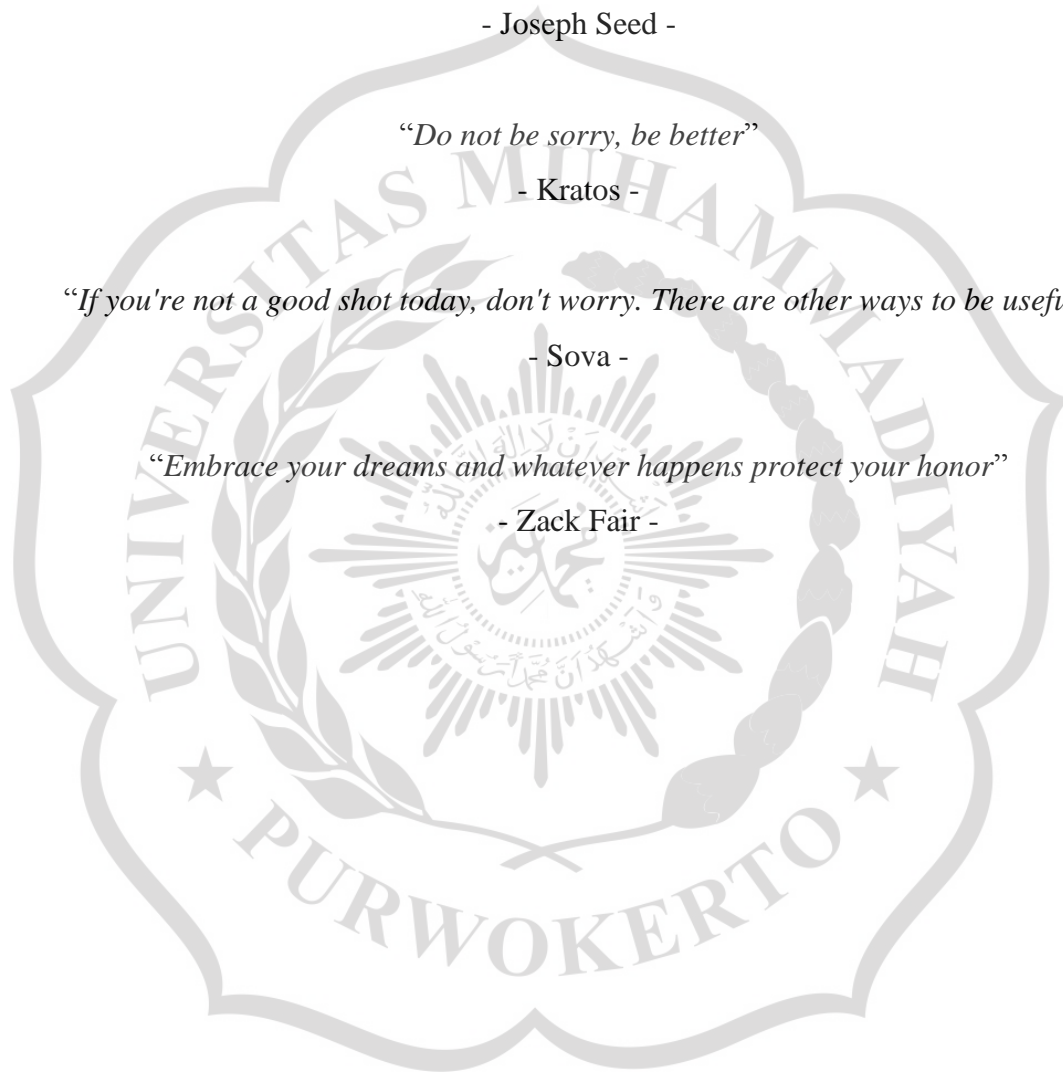 - Joseph Seed -
“Do not be sorry, be better”
- Kratos -
“If you're not a good shot today, don't worry. There are other ways to be usefu
- Sova -
“Embrace your dreams and whatever happens protect your honor”
- Zack Fair -
UNIVERSITAS MUHAMMADIYAH
PURWOKERTO